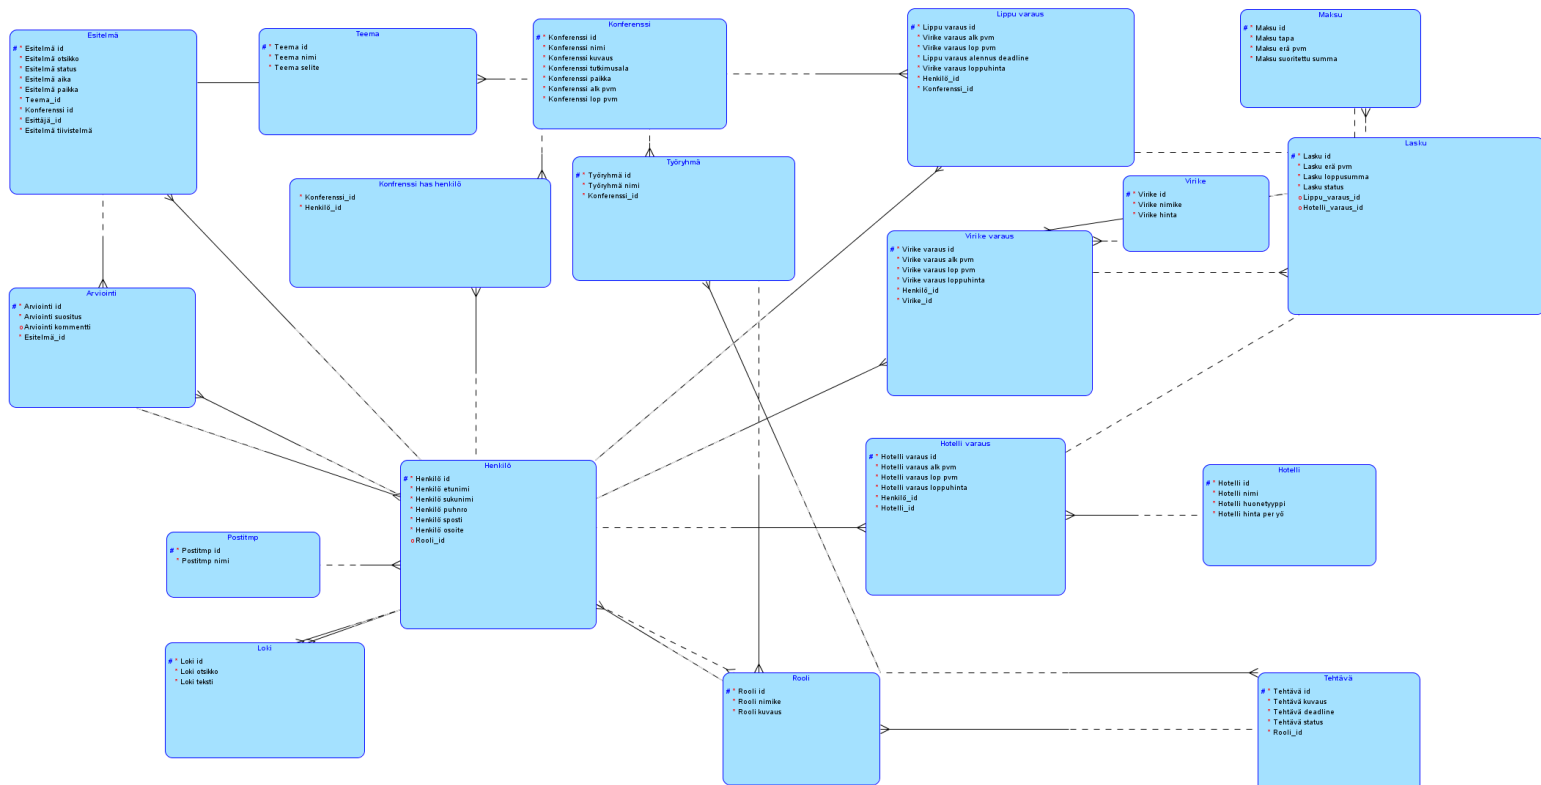 Esitelmä
# * Esitelmä id
* Esitelmä otsikko
* Esitelmä status
* Esitelmä aika
* Esitelmä paikka
* Teema_id
* Konferenssi id
* Esittäjä_id
* Esitelmä tiivistelmä
Teema
# * Teema id
* Teema nimi
* Teema selite
Konferenssi
# * Konferenssi id
* Konferenssi nimi
* Konferenssi kuvaus
* Konferenssi tutkimusala
* Konferenssi paikka
* Konferenssi alk pvm
* Konferenssi lop pvm
Lippu varaus
# * Lippu varaus id
* Virike varaus alk pvm
* Virike varaus lop pvm
* Lippu varaus alennus deadline
* Virike varaus loppuhinta
* Henkilö_id
* Konferenssi_id
Maksu
# * Maksu id
* Maksu tapa
* Maksu erä pvm
* Maksu suoritettu summa
Lasku
# * Lasku id
* Lasku erä pvm
* Lasku loppusumma
* Lasku status
o Lippu_varaus_id
o Hotelli_varaus_id
Konfrenssi has henkilö
* Konferenssi_id
* Henkilö_id
Työryhmä
# * Työryhmä id
* Työryhmä nimi
* Konferenssi_id
Virike
# * Virike id
* Virike nimike
* Virike hinta
Virike varaus
# * Virike varaus id
* Virike varaus alk pvm
* Virike varaus lop pvm
* Virike varaus loppuhinta
* Henkilö_id
* Virike_id
Arviointi
# * Arviointi id
* Arviointi suositus
o Arviointi kommentti
* Esitelmä_id
Henkilö
# * Henkilö id
* Henkilö etunimi
* Henkilö sukunimi
* Henkilö puhnro
* Henkilö sposti
* Henkilö osoite
o Rooli_id
Hotelli varaus
# * Hotelli varaus id
* Hotelli varaus alk pvm
* Hotelli varaus lop pvm
* Hotelli varaus loppuhinta
* Henkilö_id
* Hotelli_id
Hotelli
# * Hotelli id
* Hotelli nimi
* Hotelli huonetyyppi
* Hotelli hinta per yö
Postitmp
# * Postitmp id
* Postitmp nimi
Loki
# * Loki id
* Loki otsikko
* Loki teksti
Rooli
# * Rooli id
* Rooli nimike
* Rooli kuvaus
Tehtävä
# * Tehtävä id
* Tehtävä kuvaus
* Tehtävä deadline
* Tehtävä status
* Rooli_id